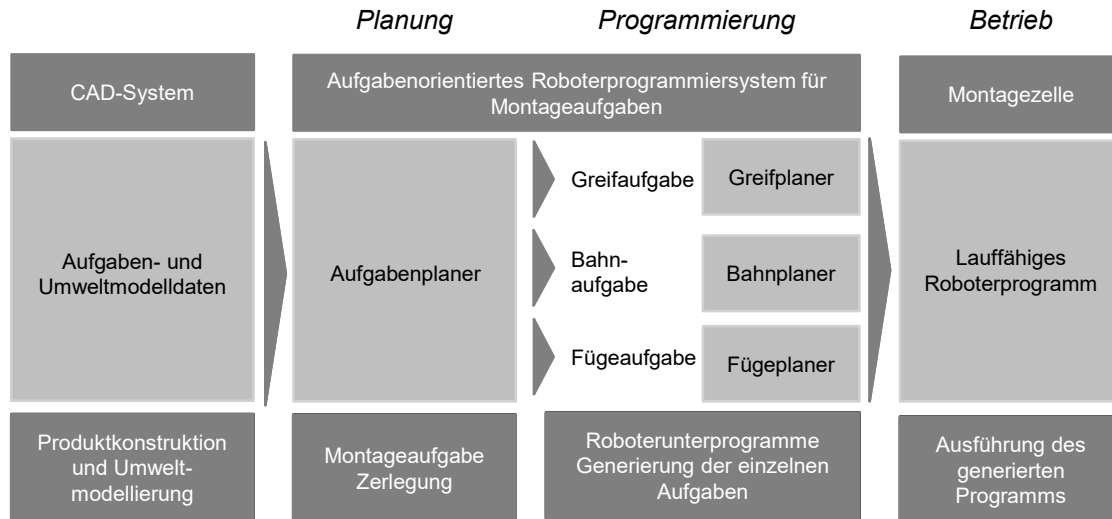 Planung
Programmierung
Betrieb
CAD-System
Aufgabenorientiertes Roboterprogrammiersystem für
Montageaufgaben
Montagezelle
Aufgaben- und
Umweltmodelldaten
Aufgabenplaner
Greifaufgabe
Greifplaner
Bahn-
aufgabe
Bahnplaner
Fügeaufgabe
Fügeplaner
Lauffähiges
Roboterprogramm
Produktkonstruktion
und Umwelt-
modellierung
Montageaufgabe
Zerlegung
Roboterunterprogramme
Generierung der einzelnen
Aufgaben
Ausführung des
generierten
Programms